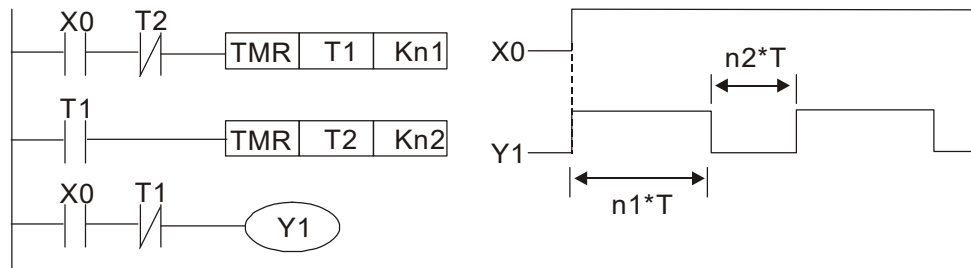 X0 T2
TMR T1 Kn1
T1
TMR T2 Kn2
X0 T1
Y1
X0
n2*T
Y1
n1*T